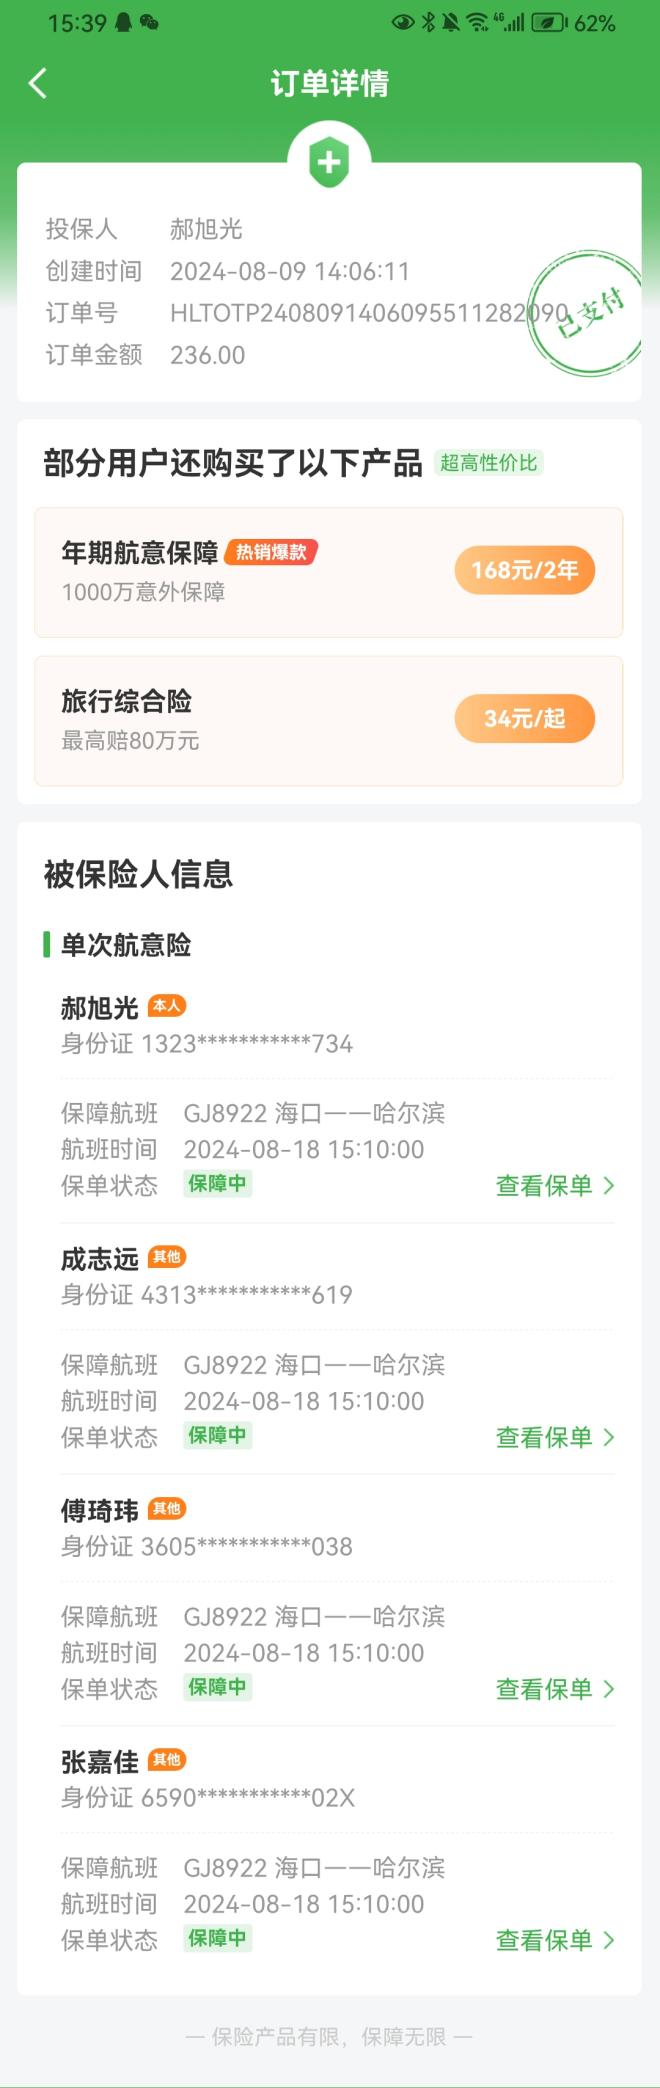 15:39 4G 62%
订单详情
投保人 郝旭光
创建时间 2024-08-09 14:06:11
订单号 HLTOTP2408091406095511282090
已支付
订单金额 236.00
部分用户还购买了以下产品 超高性价比
年期航意保障 热销爆款
1000万意外保障
168元/2年
旅行综合险
最高赔80万元
34元/起
被保险人信息
单次航意险
郝旭光 本人
身份证 1323***********734
保障航班 GJ8922 海口——哈尔滨
航班时间 2024-08-18 15:10:00
保单状态 保障中 查看保单
成志远 其他
身份证 4313***********619
保障航班 GJ8922 海口——哈尔滨
航班时间 2024-08-18 15:10:00
保单状态 保障中 查看保单
傅琦玮 其他
身份证 3605***********038
保障航班 GJ8922 海口——哈尔滨
航班时间 2024-08-18 15:10:00
保单状态 保障中 查看保单
张嘉佳 其他
身份证 6590***********02X
保障航班 GJ8922 海口——哈尔滨
航班时间 2024-08-18 15:10:00
保单状态 保障中 查看保单
— 保险产品有限，保障无限 —